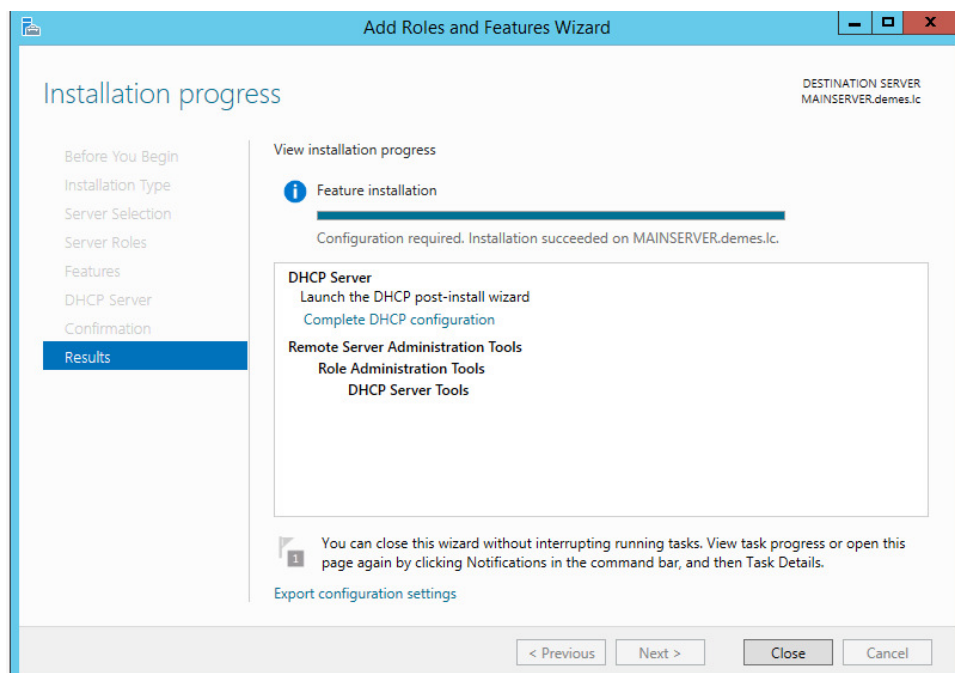 Add Roles and Features Wizard
Installation progress
DESTINATION SERVER
MAINSERVER.demes.lc
Before You Begin
Installation Type
Server Selection
Server Roles
Features
DHCP Server
Confirmation
Results
View installation progress
Feature installation
Configuration required. Installation succeeded on MAINSERVER.demes.lc.
DHCP Server
Launch the DHCP post-install wizard
Complete DHCP configuration
Remote Server Administration Tools
Role Administration Tools
DHCP Server Tools
1
You can close this wizard without interrupting running tasks. View task progress or open this
page again by clicking Notifications in the command bar, and then Task Details.
Export configuration settings
< Previous
Next >
Close
Cancel